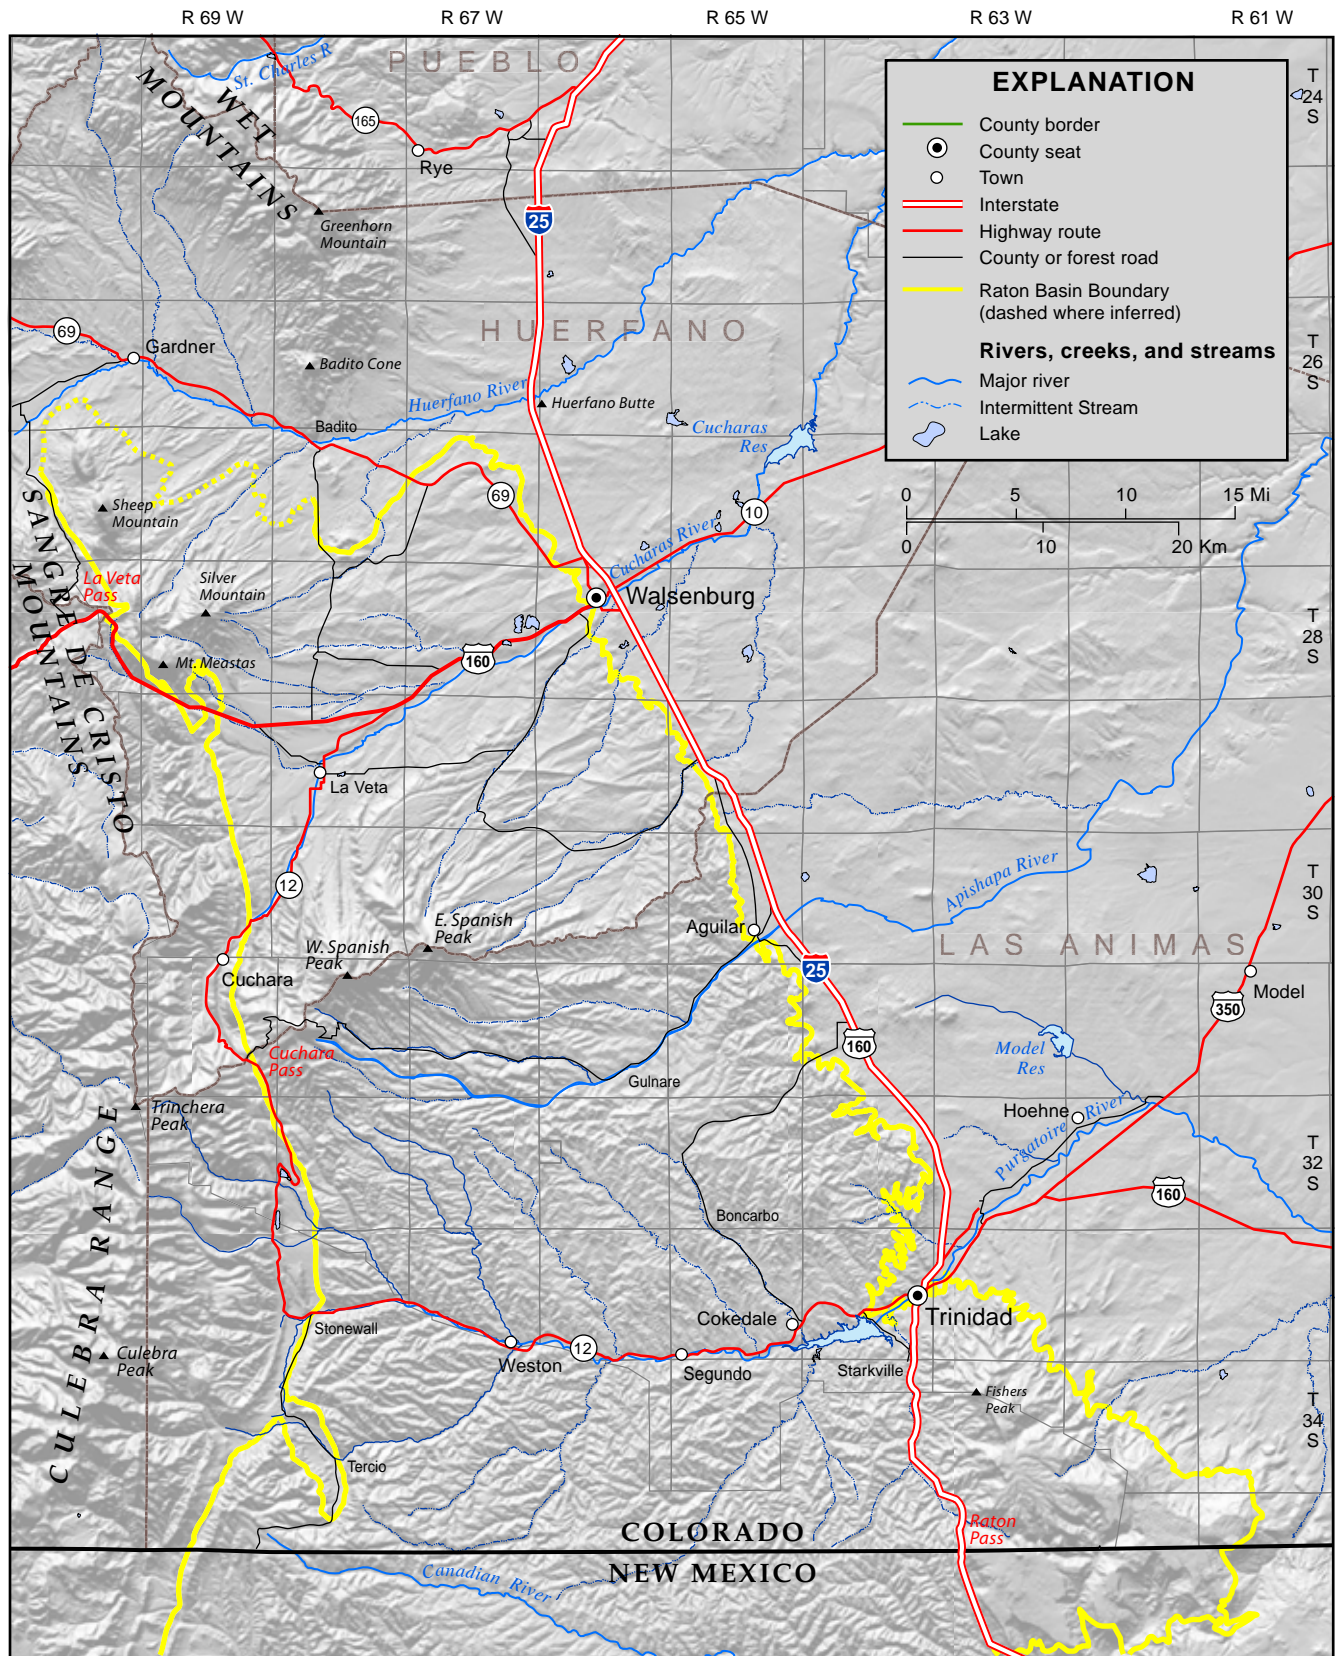 R 69 W
R 67 W
R 65 W
R 63 W
R 61 W
PUEBLO
St. Charles R
WET
MOUNTAINS
165
Rye
Greenhorn
Mountain
25
EXPLANATION
County border
County seat
Town
Interstate
Highway route
County or forest road
Raton Basin Boundary
(dashed where inferred)
Rivers, creeks, and streams
Major river
Intermittent Stream
Lake
T
24
S
T
26
S
T
28
S
T
30
S
T
32
S
T
34
S
0
5
10
15 Mi
0
10
20 Km
HUERFANO
69
Gardner
Badito Cone
Huerfano River
Huerfano Butte
Badito
Cucharas
Res
69
10
Sheep
Mountain
Cucharas River
SANGRE DE CRISTO
MOUNTAINS
La Veta
Pass
Silver
Mountain
Walsenburg
Mt. Meastas
160
La Veta
12
Apishapa River
E. Spanish
Peak
Aguilar
W. Spanish
Peak
LAS ANIMAS
Cuchara
25
Model
350
160
Cuchara
Pass
Model
Res
Gulnare
Trinchera
Peak
Hoehne
Purgatoire River
CULEBRA RANGE
160
Boncarbo
Cokedale
Trinidad
Stonewall
Culebra
Peak
12
Weston
Segundo
Starkville
Fishers
Peak
Tercio
Raton
Pass
COLORADO
NEW MEXICO
Canadian River